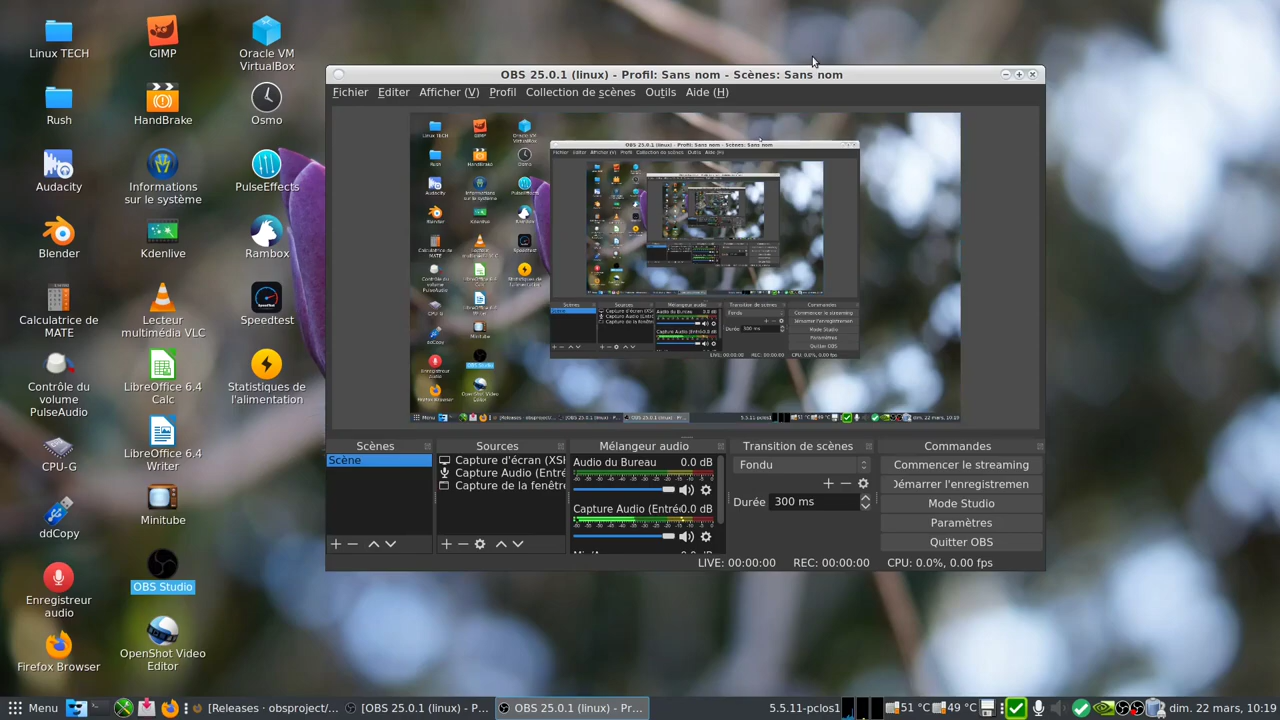 Linux TECH
GIMP
Oracle VM
VirtualBox
Rush
HandBrake
Osmo
Audacity
Informations
sur le système
PulseEffects
Blender
Kdenlive
Rambox
Calculatrice de
MATE
Lecteur
multimédia VLC
Speedtest
Contrôle du
volume
PulseAudio
LibreOffice 6.4
Calc
Statistiques de
l'alimentation
CPU-G
LibreOffice 6.4
Writer
ddCopy
Minitube
Enregistreur
audio
OBS Studio
Firefox Browser
OpenShot Video
Editor
OBS 25.0.1 (linux) - Profil: Sans nom - Scènes: Sans nom
Fichier Editer Afficher (V) Profil Collection de scènes Outils Aide (H)
Scènes
Scène
Sources
Capture d'écran (XSI
Capture Audio (Entré
Capture de la fenêtre
Mélangeur audio
Audio du Bureau 0.0 dB
Capture Audio (Entré 0.0 dB
Transition de scènes
Fondu
Durée 300 ms
Commandes
Commencer le streaming
Démarrer l'enregistremen
Mode Studio
Paramètres
Quitter OBS
LIVE: 00:00:00 REC: 00:00:00 CPU: 0.0%, 0.00 fps
Menu [Releases · obsproject/... [OBS 25.0.1 (linux) - P... OBS 25.0.1 (linux) - Pr... 5.5.11-pclos1 51 °C 49 °C dim. 22 mars, 10:19